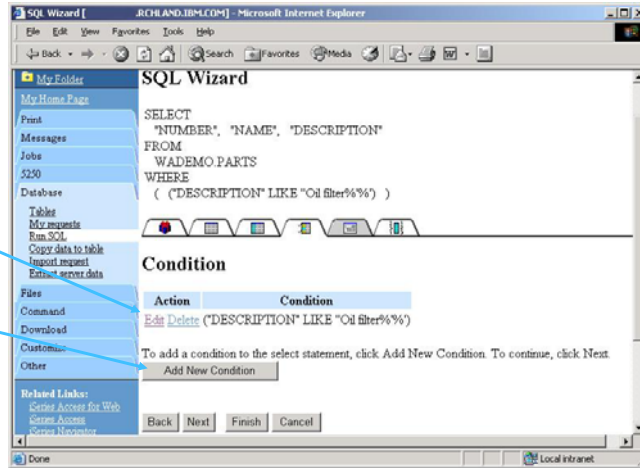 SQL Wizard [ .RCHLAND.IBM.COM] - Microsoft Internet Explorer
File Edit View Favorites Tools Help
Back Search Favorites Media
My Folder
My Home Page
Print
Messages
Jobs
5250
Database
Tables
My requests
Run SQL
Copy data to table
Import request
Extract server data
Files
Command
Download
Customize
Other
Related Links:
iSeries Access for Web
iSeries Access
iSeries Navigator
SQL Wizard
SELECT
"NUMBER", "NAME", "DESCRIPTION"
FROM
WADEMO.PARTS
WHERE
( ("DESCRIPTION" LIKE "Oil filter%'%') )
Condition
Action Condition
Edit Delete ("DESCRIPTION" LIKE "Oil filter%'%')
To add a condition to the select statement, click Add New Condition. To continue, click Next.
Add New Condition
Back Next Finish Cancel
Done Local intranet